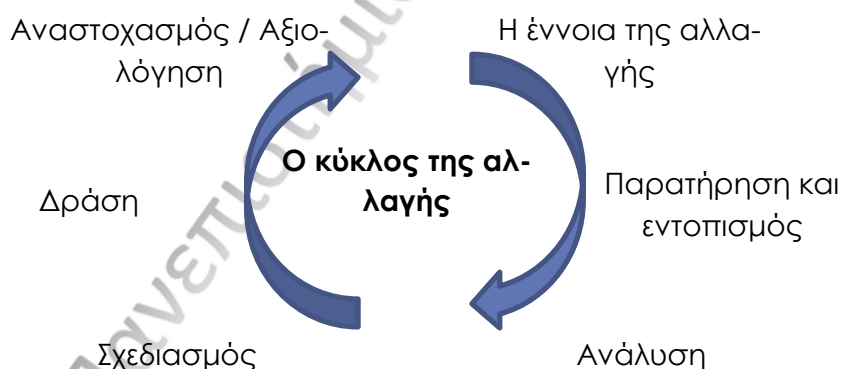 Αναστοχασμός / Αξιο-
λόγηση
Η έννοια της αλλα-
γής
Ο κύκλος της αλ-
λαγής
Δράση
Παρατήρηση και
εντοπισμός
Σχεδιασμός
Ανάλυση